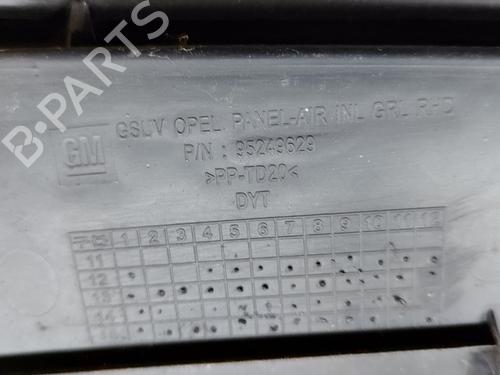 GM
GSLV OPEL PANEL-AIR INL GRL RHD
P/N : 95249629
>PP-TD20<
DYT
1 2 3 4 5 6 7 8 9 10 11 12
11
12
13
14
B-PARTS